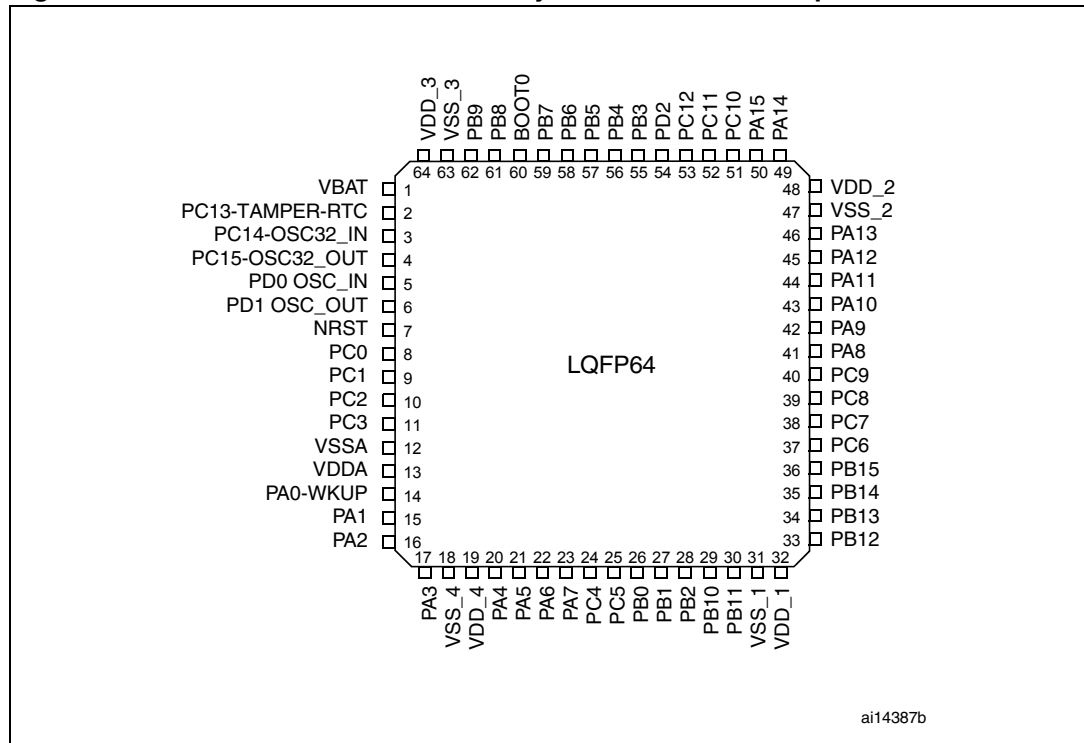 VDD_3 VSS_3 PB9 PB8 BOOT0 PB7 PB6 PB5 PB4 PB3 PD2 PC12 PC11 PC10 PA15 PA14
64 63 62 61 60 59 58 57 56 55 54 53 52 51 50 49
VBAT 1
PC13-TAMPER-RTC 2
PC14-OSC32_IN 3
PC15-OSC32_OUT 4
PD0 OSC_IN 5
PD1 OSC_OUT 6
NRST 7
PC0 8
PC1 9
PC2 10
PC3 11
VSSA 12
VDDA 13
PA0-WKUP 14
PA1 15
PA2 16
LQFP64
48 VDD_2
47 VSS_2
46 PA13
45 PA12
44 PA11
43 PA10
42 PA9
41 PA8
40 PC9
39 PC8
38 PC7
37 PC6
36 PB15
35 PB14
34 PB13
33 PB12
17 18 19 20 21 22 23 24 25 26 27 28 29 30 31 32
PA3 VSS_4 VDD_4 PA4 PA5 PA6 PA7 PC4 PC5 PB0 PB1 PB2 PB10 PB11 VSS_1 VDD_1
ai14387b